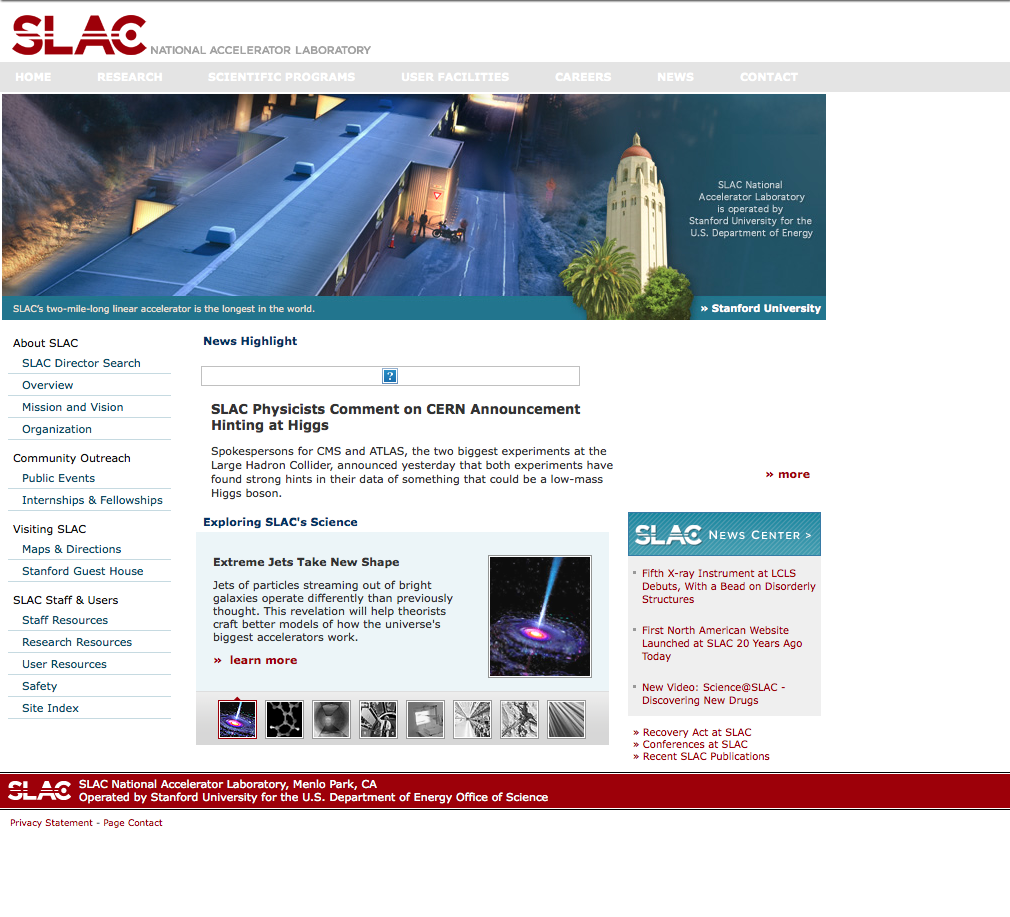 SLAC NATIONAL ACCELERATOR LABORATORY
HOME RESEARCH SCIENTIFIC PROGRAMS USER FACILITIES CAREERS NEWS CONTACT
SLAC National
Accelerator Laboratory
is operated by
Stanford University for the
U.S. Department of Energy
SLAC's two-mile-long linear accelerator is the longest in the world.
» Stanford University
About SLAC
SLAC Director Search
Overview
Mission and Vision
Organization
Community Outreach
Public Events
Internships & Fellowships
Visiting SLAC
Maps & Directions
Stanford Guest House
SLAC Staff & Users
Staff Resources
Research Resources
User Resources
Safety
Site Index
News Highlight
?
SLAC Physicists Comment on CERN Announcement
Hinting at Higgs
Spokespersons for CMS and ATLAS, the two biggest experiments at the
Large Hadron Collider, announced yesterday that both experiments have
found strong hints in their data of something that could be a low-mass
Higgs boson.
» more
Exploring SLAC's Science
Extreme Jets Take New Shape
Jets of particles streaming out of bright
galaxies operate differently than previously
thought. This revelation will help theorists
craft better models of how the universe's
biggest accelerators work.
» learn more
SLAC NEWS CENTER >
Fifth X-ray Instrument at LCLS
Debuts, With a Bead on Disorderly
Structures
First North American Website
Launched at SLAC 20 Years Ago
Today
New Video: Science@SLAC -
Discovering New Drugs
» Recovery Act at SLAC
» Conferences at SLAC
» Recent SLAC Publications
SLAC
SLAC National Accelerator Laboratory, Menlo Park, CA
Operated by Stanford University for the U.S. Department of Energy Office of Science
Privacy Statement - Page Contact